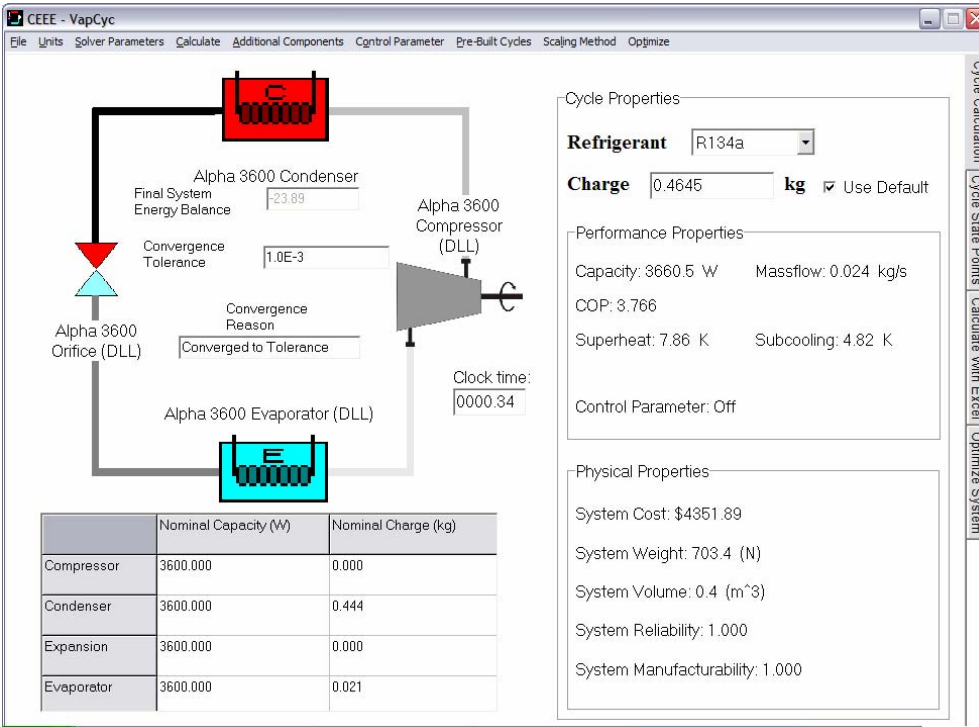 CEEE - VapCyc
File Units Solver Parameters Calculate Additional Components Control Parameter Pre-Built Cycles Scaling Method Optimize
C
Alpha 3600 Condenser
Final System
Energy Balance
-23.89
Convergence
Tolerance
1.0E-3
Convergence
Reason
Converged to Tolerance
Alpha 3600
Compressor
(DLL)
Alpha 3600
Orifice (DLL)
Clock time:
0000.34
Alpha 3600 Evaporator (DLL)
E
Nominal Capacity (W) Nominal Charge (kg)
Compressor 3600.000 0.000
Condenser 3600.000 0.444
Expansion 3600.000 0.000
Evaporator 3600.000 0.021
Cycle Properties
Refrigerant R134a
Charge 0.4645 kg Use Default
Performance Properties
Capacity: 3660.5 W Massflow: 0.024 kg/s
COP: 3.766
Superheat: 7.86 K Subcooling: 4.82 K
Control Parameter: Off
Physical Properties
System Cost: $4351.89
System Weight: 703.4 (N)
System Volume: 0.4 (m^3)
System Reliability: 1.000
System Manufacturability: 1.000
Cycle Calculation
Cycle State Points
Calculate With Excel
Optimize System